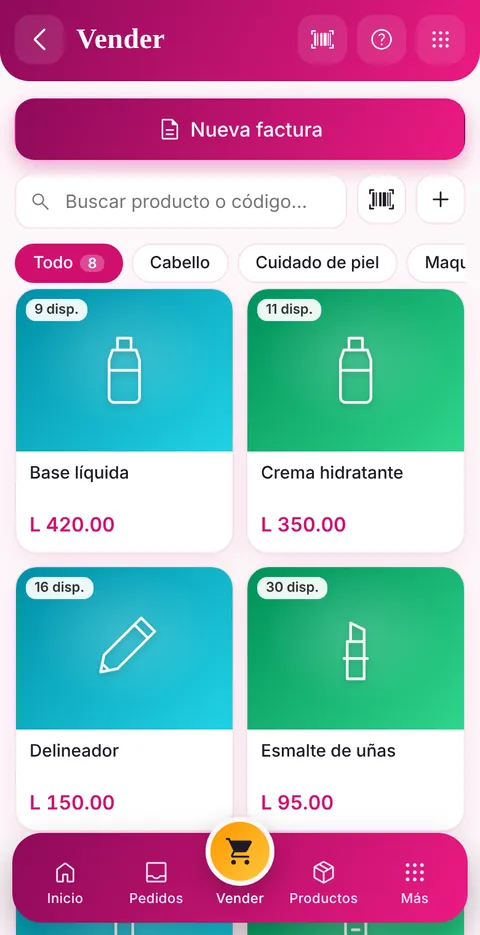 Vender
Nueva factura
Buscar producto o código...
Todo 8
Cabello
Cuidado de piel
9 disp.
11 disp.
Base líquida
Crema hidratante
L 420.00
L 350.00
16 disp.
30 disp.
Delineador
Esmalte de uñas
L 150.00
L 95.00
Inicio
Pedidos
Vender
Productos
Más